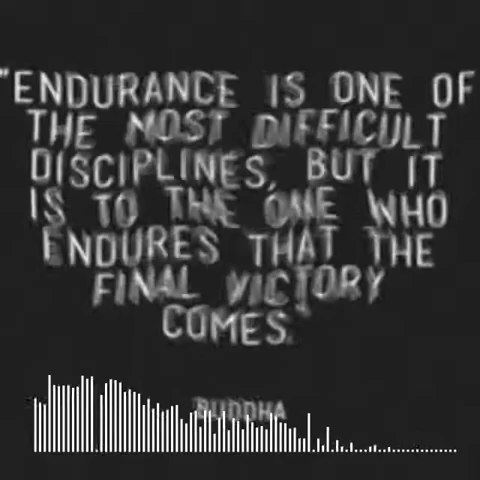 "ENDURANCE IS ONE OF
THE MOST DIFFICULT
DISCIPLINES, BUT IT
IS TO THE ONE WHO
ENDURES THAT THE
FINAL VICTORY
COMES.
BUDDHA